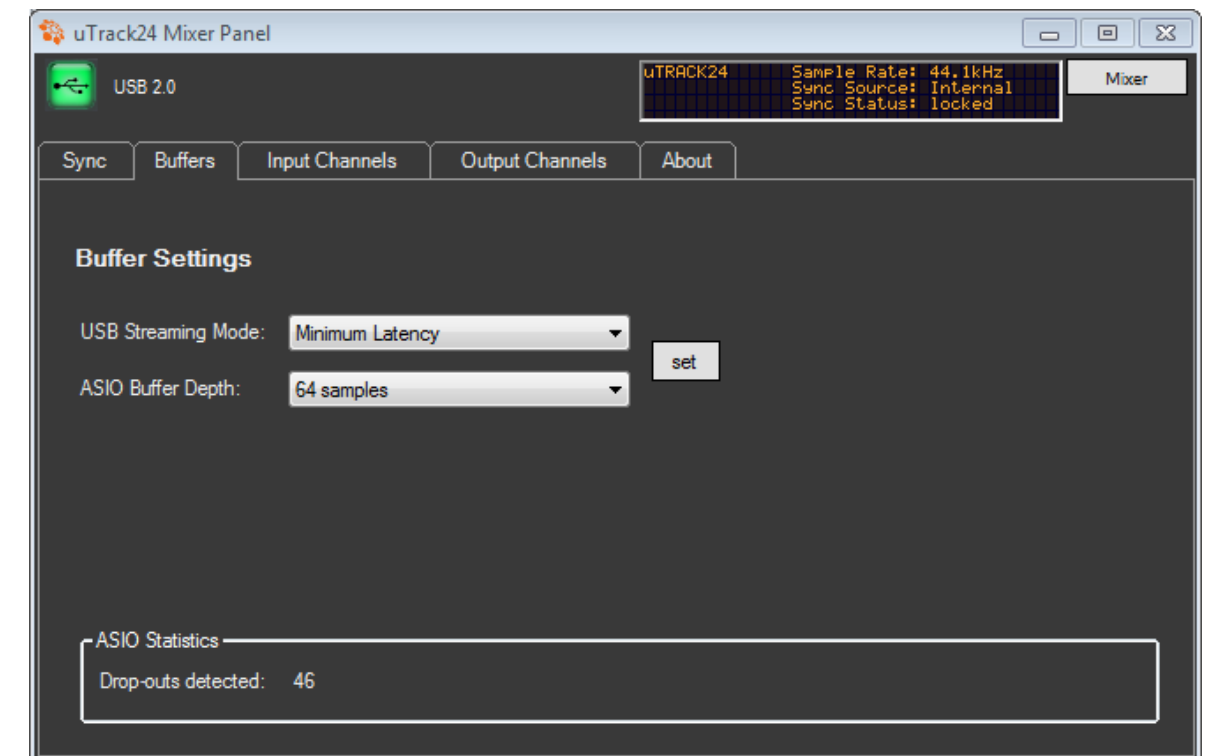 uTrack24 Mixer Panel
USB 2.0
uTRACK24 Sample Rate: 44.1kHz
Sync Source: Internal
Sync Status: locked
Mixer
Sync Buffers Input Channels Output Channels About
Buffer Settings
USB Streaming Mode: Minimum Latency
set
ASIO Buffer Depth: 64 samples
ASIO Statistics
Drop-outs detected: 46